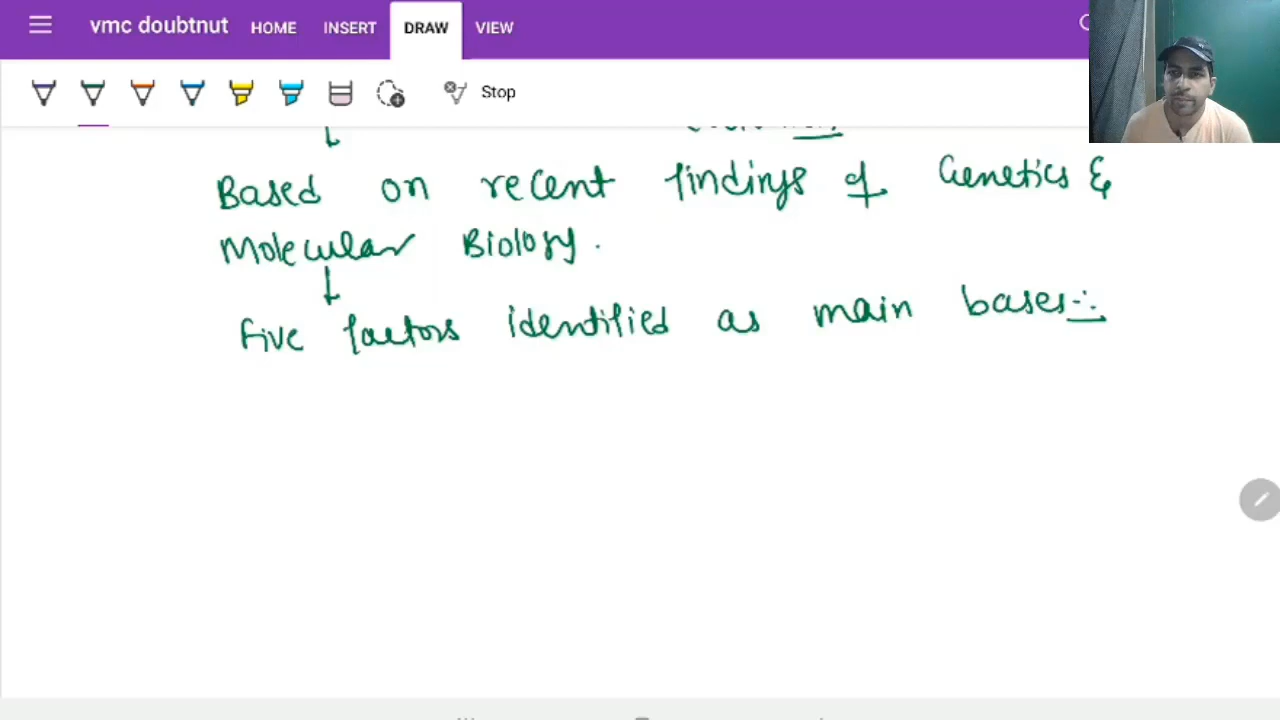 vmc doubtnut HOME INSERT DRAW VIEW
Stop
Based on recent findings of Genetics &
Molecular Biology.
Five factors identified as main bases:-